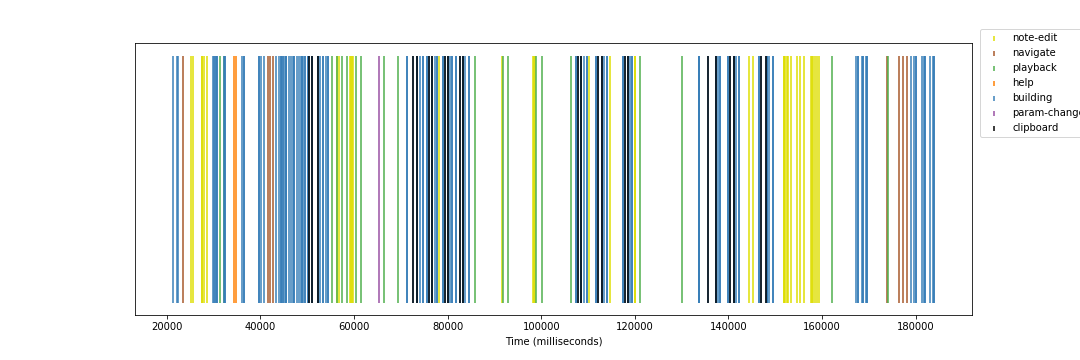 note-edit
navigate
playback
help
building
param-change
clipboard
20000 40000 60000 80000 100000 120000 140000 160000 180000
Time (milliseconds)